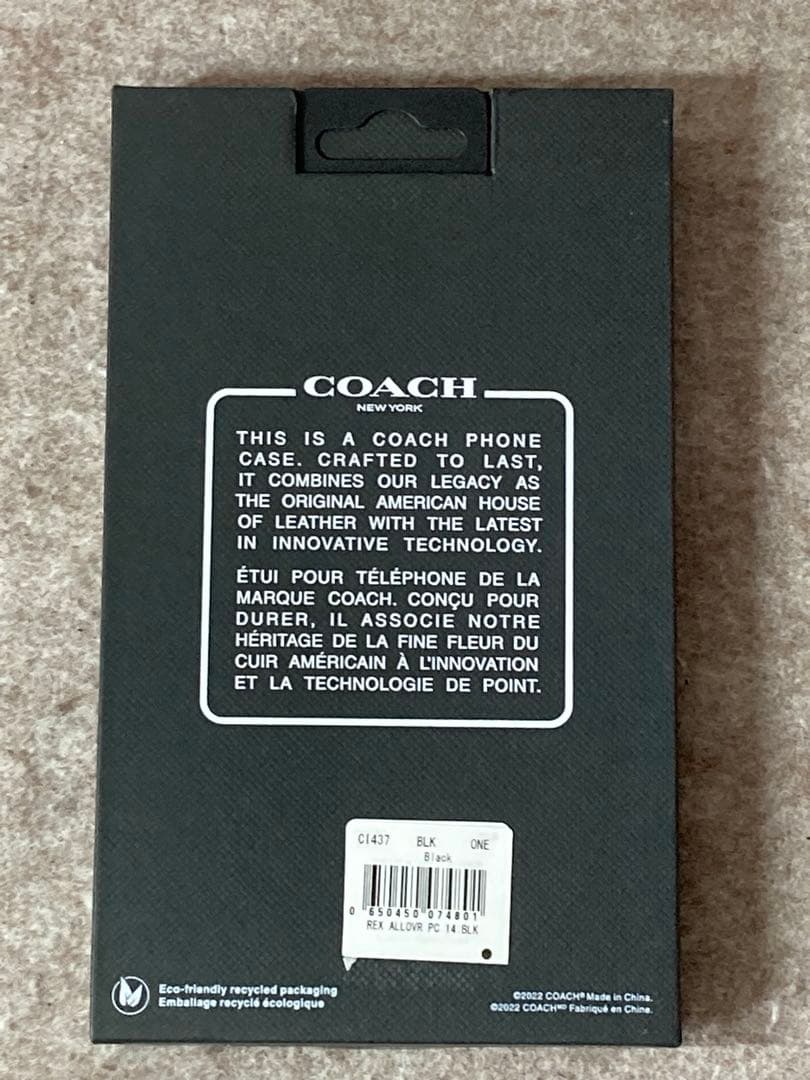 COACH
NEW YORK
THIS IS A COACH PHONE
CASE. CRAFTED TO LAST,
IT COMBINES OUR LEGACY AS
THE ORIGINAL AMERICAN HOUSE
OF LEATHER WITH THE LATEST
IN INNOVATIVE TECHNOLOGY.
ÉTUI POUR TÉLÉPHONE DE LA
MARQUE COACH. CONÇU POUR
DURER, IL ASSOCIE NOTRE
HÉRITAGE DE LA FINE FLEUR DU
CUIR AMÉRICAIN À L'INNOVATION
ET LA TECHNOLOGIE DE POINT.
CI437 BLK ONE
Black
0 650450 074801
REX ALLOVR PC 14 BLK
Eco-friendly recycled packaging
Emballage recyclé écologique
©2022 COACH® Made in China.
©2022 COACH MD Fabriqué en China.